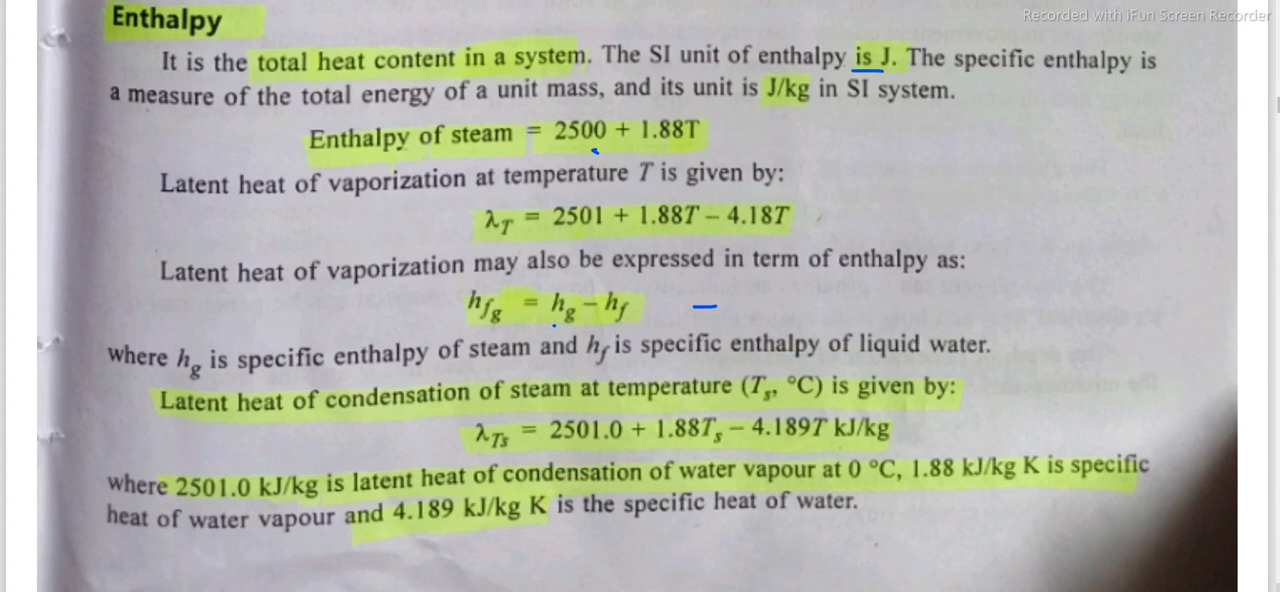 Recorded with iFun Screen Recorder
Enthalpy
It is the total heat content in a system. The SI unit of enthalpy is J. The specific enthalpy is
a measure of the total energy of a unit mass, and its unit is J/kg in SI system.
Enthalpy of steam = 2500 + 1.88T
Latent heat of vaporization at temperature T is given by:
λT = 2501 + 1.88T – 4.18T
Latent heat of vaporization may also be expressed in term of enthalpy as:
hfg = hg – hf
where hg is specific enthalpy of steam and hf is specific enthalpy of liquid water.
Latent heat of condensation of steam at temperature (Ts, °C) is given by:
λTs = 2501.0 + 1.88Ts – 4.189T kJ/kg
where 2501.0 kJ/kg is latent heat of condensation of water vapour at 0 °C, 1.88 kJ/kg K is specific
heat of water vapour and 4.189 kJ/kg K is the specific heat of water.